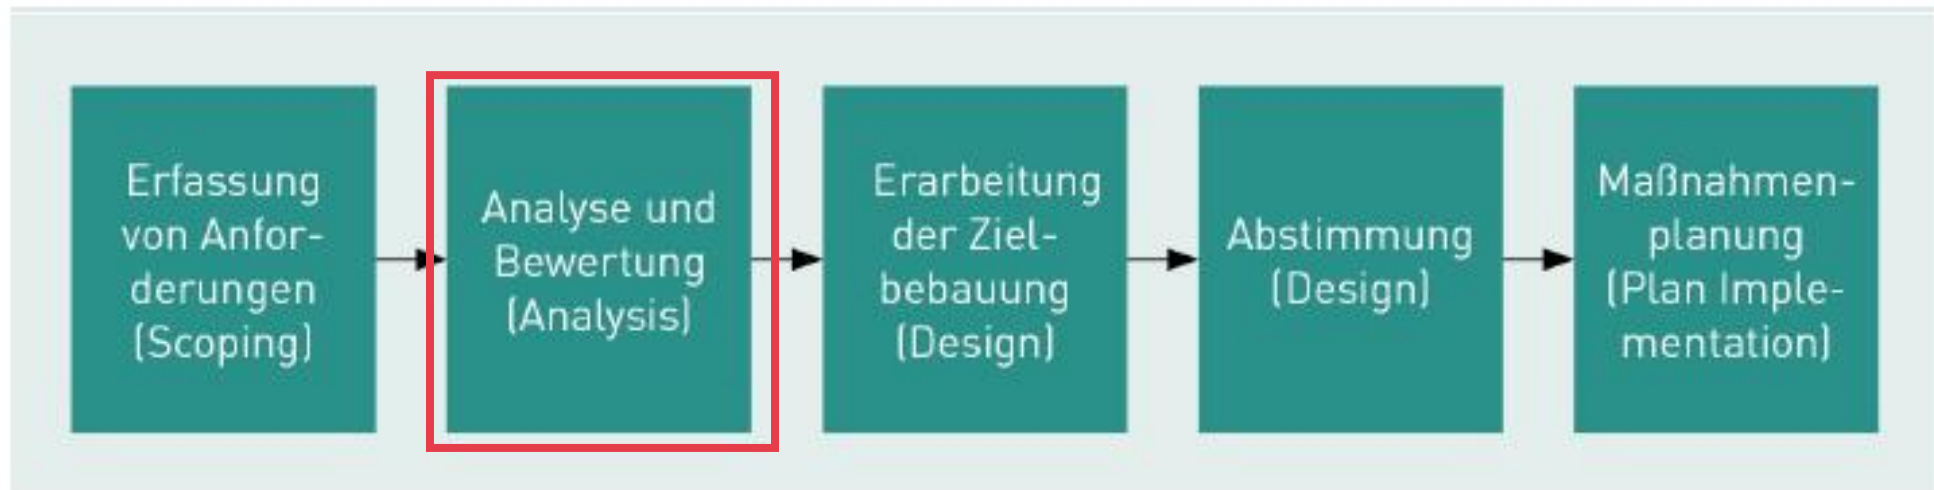 Erfassung
von Anfor-
derungen
(Scoping)
Analyse und
Bewertung
(Analysis)
Erarbeitung
der Ziel-
bebauung
(Design)
Abstimmung
(Design)
Maßnahmen-
planung
(Plan Imple-
mentation)